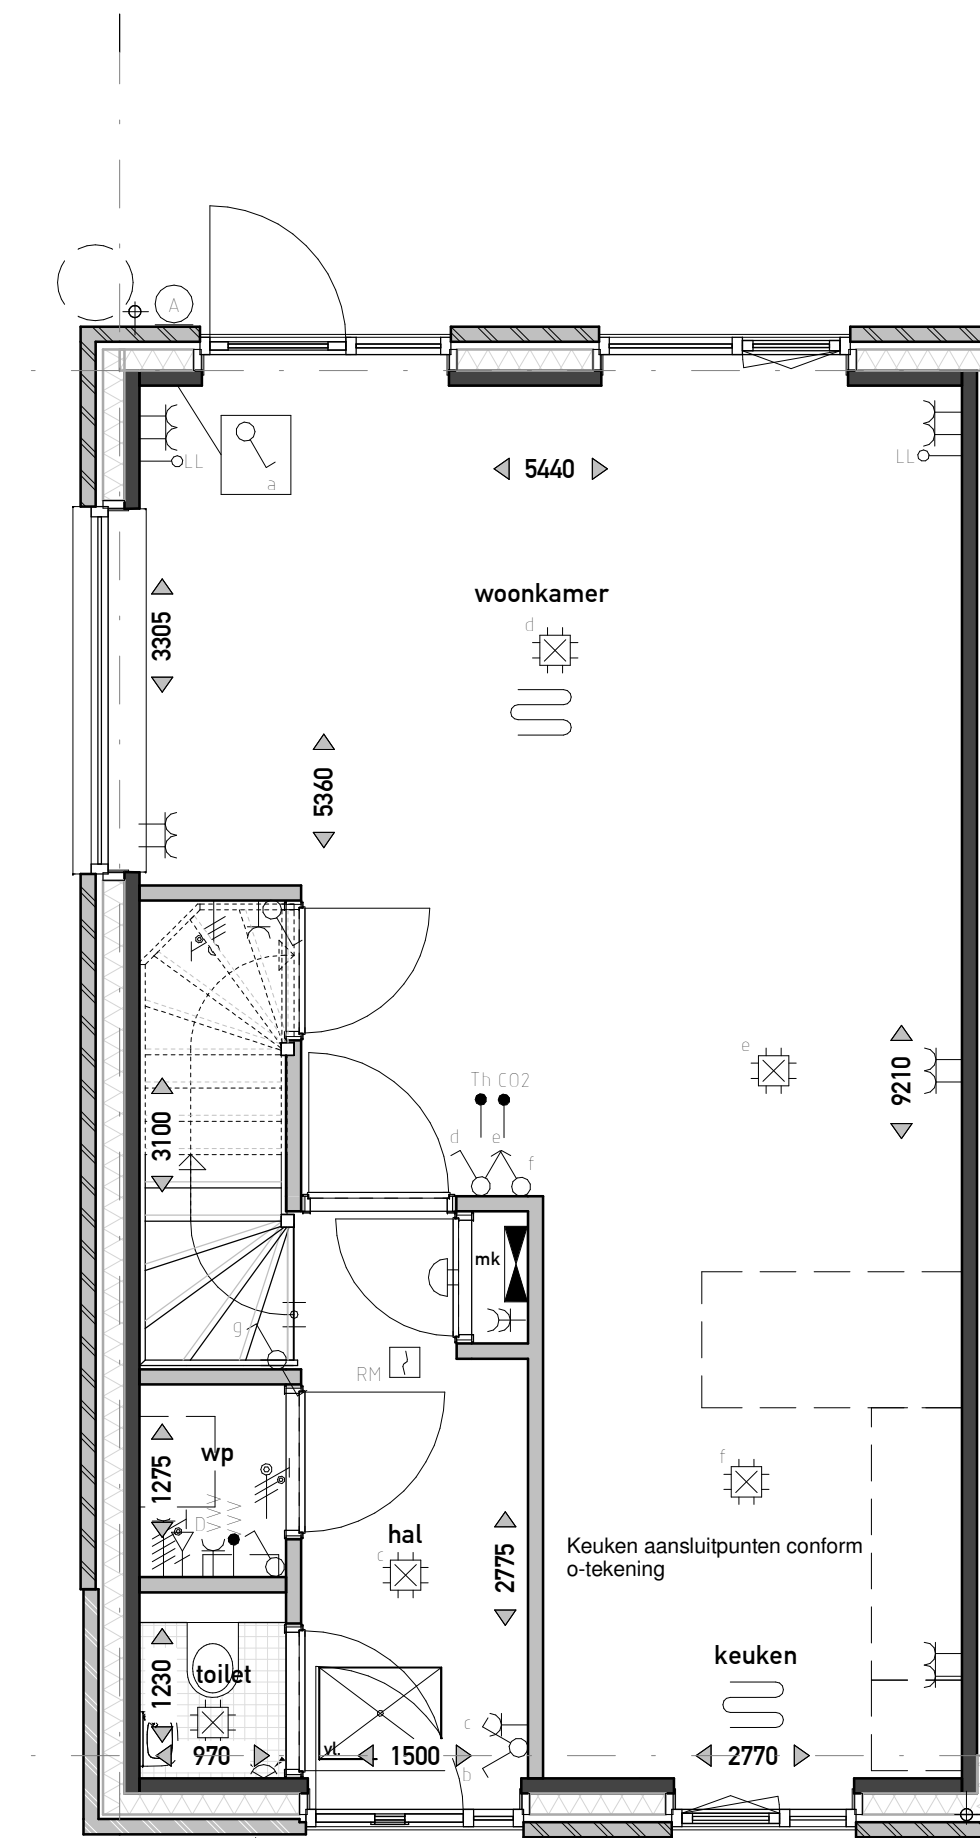 A
LL
a
LL
5440
woonkamer
d
3305
5360
e
9210
Th CO2
d
e
f
3100
mk
g
RM
wp
1275
D
f
hal
c
2775
Keuken aansluitpunten conform
o-tekening
keuken
toilet
1230
c
vl.
970
1500
b
2770